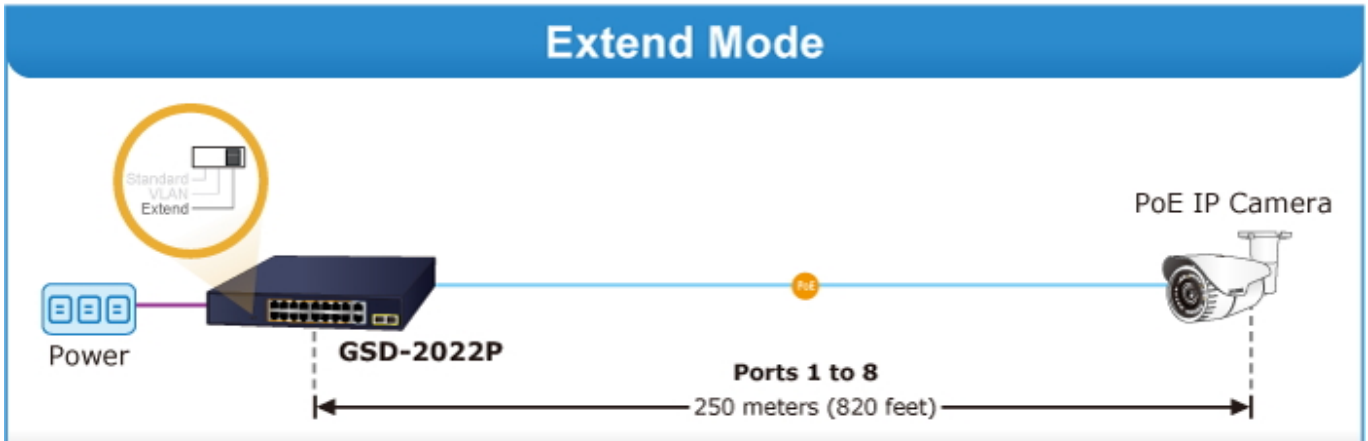 Extend Mode
Standard
VLAN
Extend
PoE IP Camera
PoE
Power
GSD-2022P
Ports 1 to 8
250 meters (820 feet)